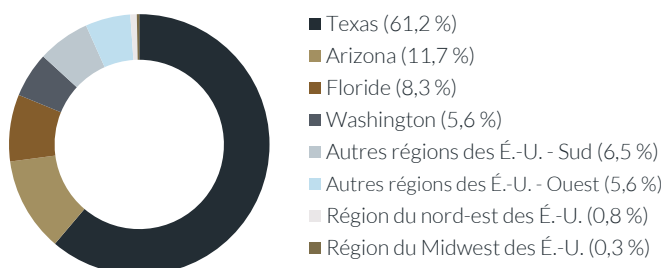 Texas (61,2 %)
Arizona (11,7 %)
Floride (8,3 %)
Washington (5,6 %)
Autres régions des É.-U. - Sud (6,5 %)
Autres régions des É.-U. - Ouest (5,6 %)
Région du nord-est des É.-U. (0,8 %)
Région du Midwest des É.-U. (0,3 %)